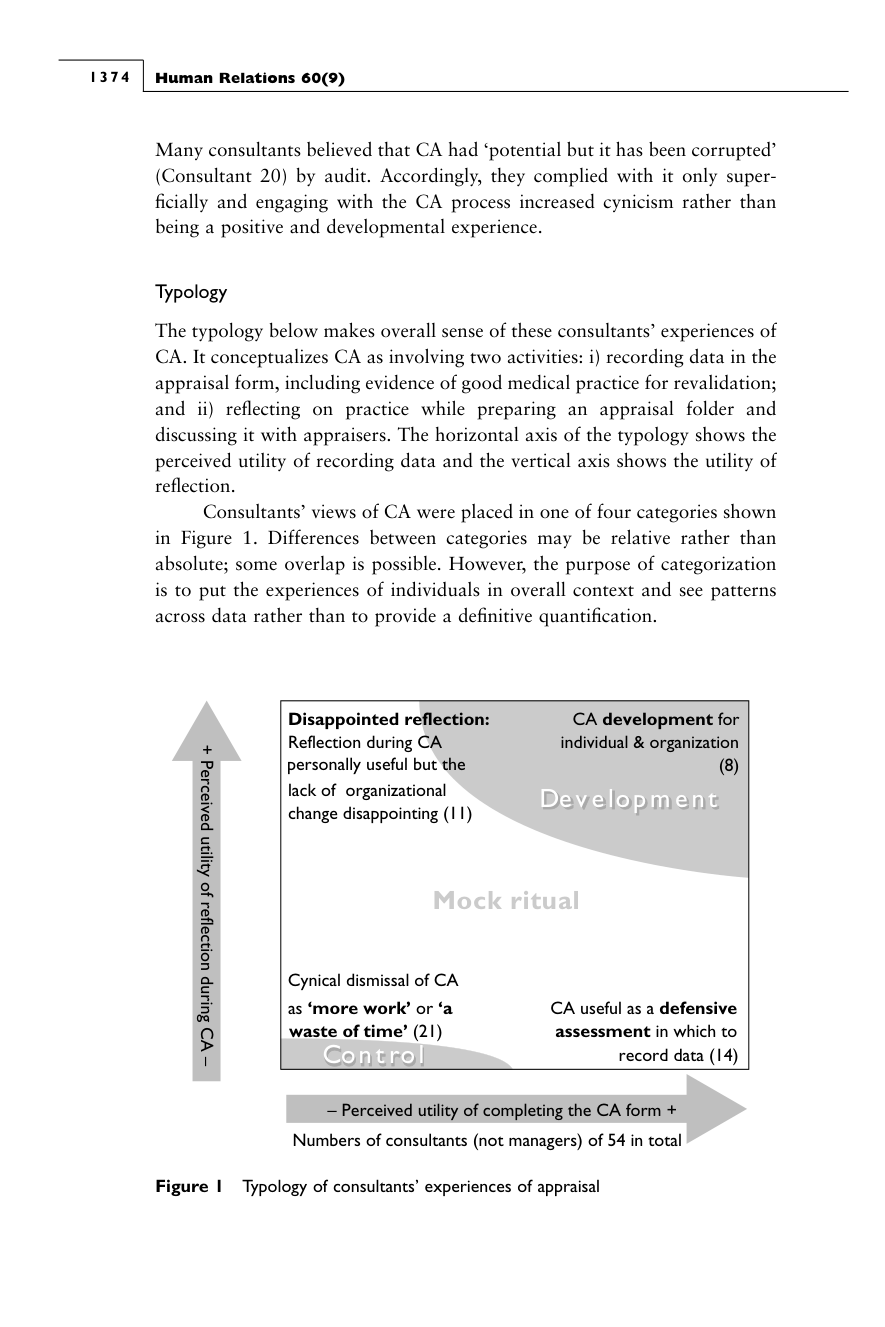 1374 Human Relations 60(9)
Many consultants believed that CA had ‘potential but it has been corrupted’
(Consultant 20) by audit. Accordingly, they complied with it only super-
ficially and engaging with the CA process increased cynicism rather than
being a positive and developmental experience.
Typology
The typology below makes overall sense of these consultants’ experiences of
CA. It conceptualizes CA as involving two activities: i) recording data in the
appraisal form, including evidence of good medical practice for revalidation;
and ii) reflecting on practice while preparing an appraisal folder and
discussing it with appraisers. The horizontal axis of the typology shows the
perceived utility of recording data and the vertical axis shows the utility of
reflection.
Consultants’ views of CA were placed in one of four categories shown
in Figure 1. Differences between categories may be relative rather than
absolute; some overlap is possible. However, the purpose of categorization
is to put the experiences of individuals in overall context and see patterns
across data rather than to provide a definitive quantification.
+ Perceived utility of reflection during CA –
Disappointed reflection:
Reflection during CA
personally useful but the
lack of organizational
change disappointing (11)
CA development for
individual & organization
(8)
Development
Mock ritual
Cynical dismissal of CA
as ‘more work’ or ‘a
waste of time’ (21)
Control
CA useful as a defensive
assessment in which to
record data (14)
– Perceived utility of completing the CA form +
Numbers of consultants (not managers) of 54 in total
Figure 1 Typology of consultants’ experiences of appraisal